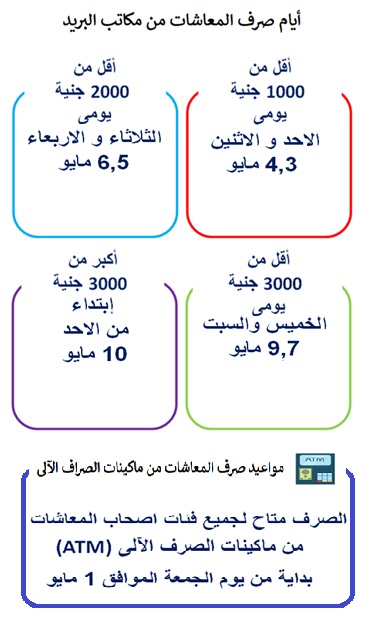 أيام صرف المعاشات من مكاتب البريد
أقل من
1000 جنية
يومى
الاحد و الاثنين
4,3 مايو
أقل من
2000 جنية
يومى
الثلاثاء و الاربعاء
6,5 مايو
أقل من
3000 جنية
يومى
الخميس والسبت
9,7 مايو
أكبر من
3000 جنية
إبتداء
من الاحد
10 مايو
ATM
مواعيد صرف المعاشات من ماكينات الصراف الآلى
الصرف متاح لجميع فئات اصحاب المعاشات
من ماكينات الصرف الآلى (ATM)
بداية من يوم الجمعة الموافق 1 مايو